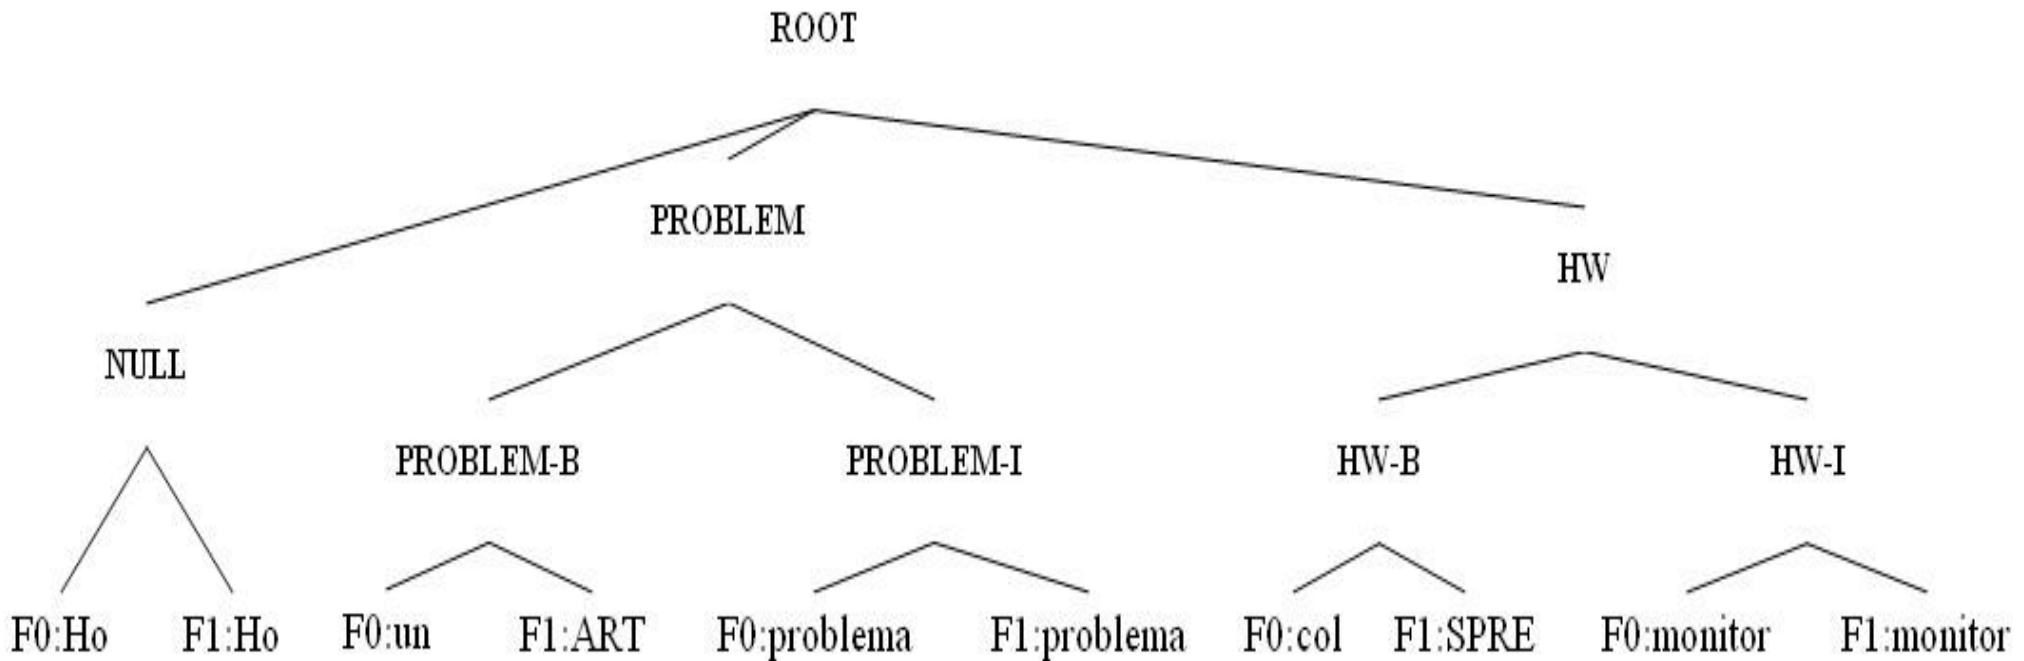 ROOT
PROBLEM
HW
NULL
PROBLEM-B PROBLEM-I HW-B HW-I
F0:Ho F1:Ho F0:un F1:ART F0:problema F1:problema F0:col F1:SPRE F0:monitor F1:monitor